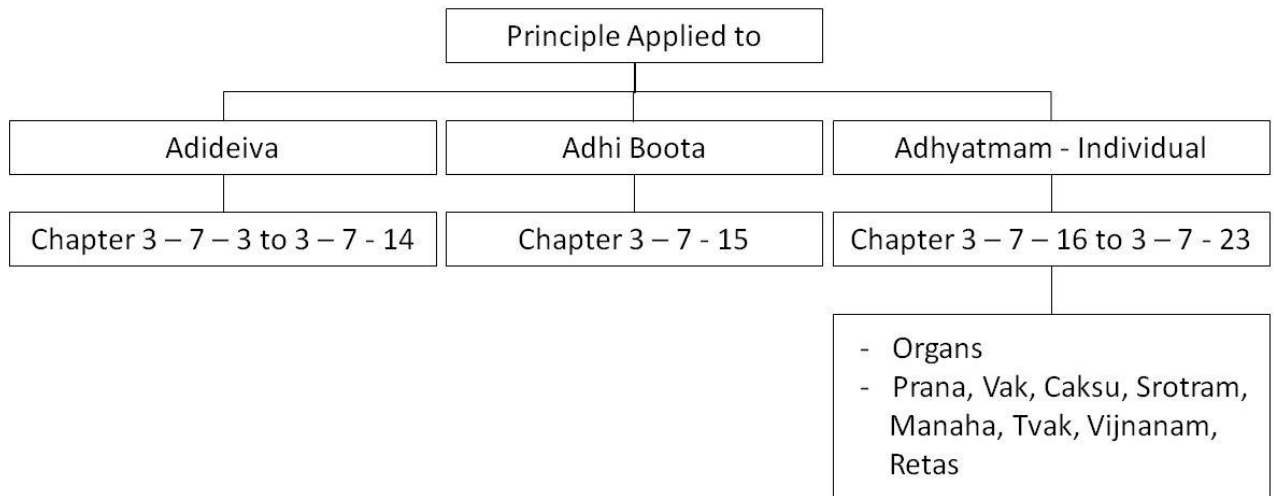 Principle Applied to
Adideiva
Adhi Boota
Adhyatmam - Individual
Chapter 3 – 7 – 3 to 3 – 7 - 14
Chapter 3 – 7 - 15
Chapter 3 – 7 – 16 to 3 – 7 - 23
- Organs
- Prana, Vak, Caksu, Srotram,
Manaha, Tvak, Vijnanam,
Retas